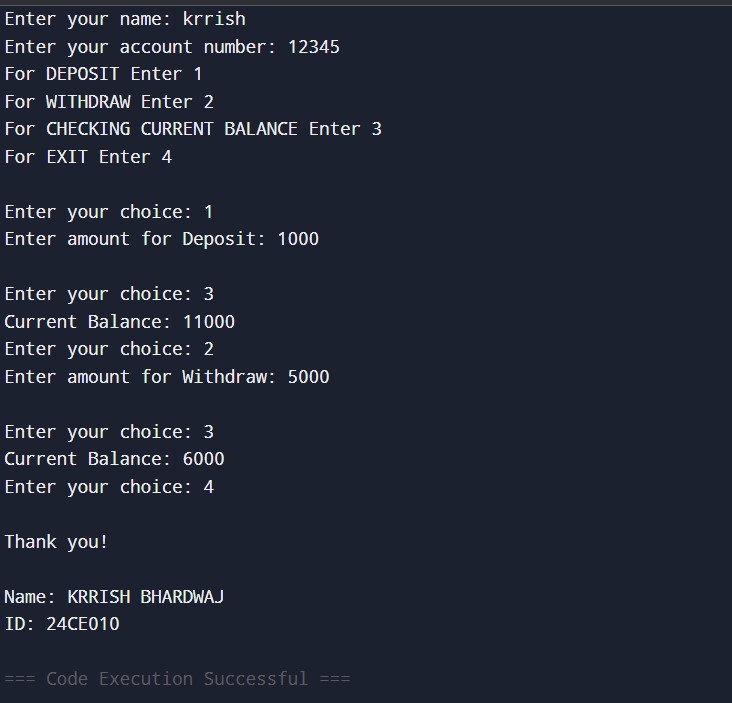 Enter your name: krrish
Enter your account number: 12345
For DEPOSIT Enter 1
For WITHDRAW Enter 2
For CHECKING CURRENT BALANCE Enter 3
For EXIT Enter 4
Enter your choice: 1
Enter amount for Deposit: 1000
Enter your choice: 3
Current Balance: 11000
Enter your choice: 2
Enter amount for Withdraw: 5000
Enter your choice: 3
Current Balance: 6000
Enter your choice: 4
Thank you!
Name: KRRISH BHARDWAJ
ID: 24CE010
=== Code Execution Successful ===